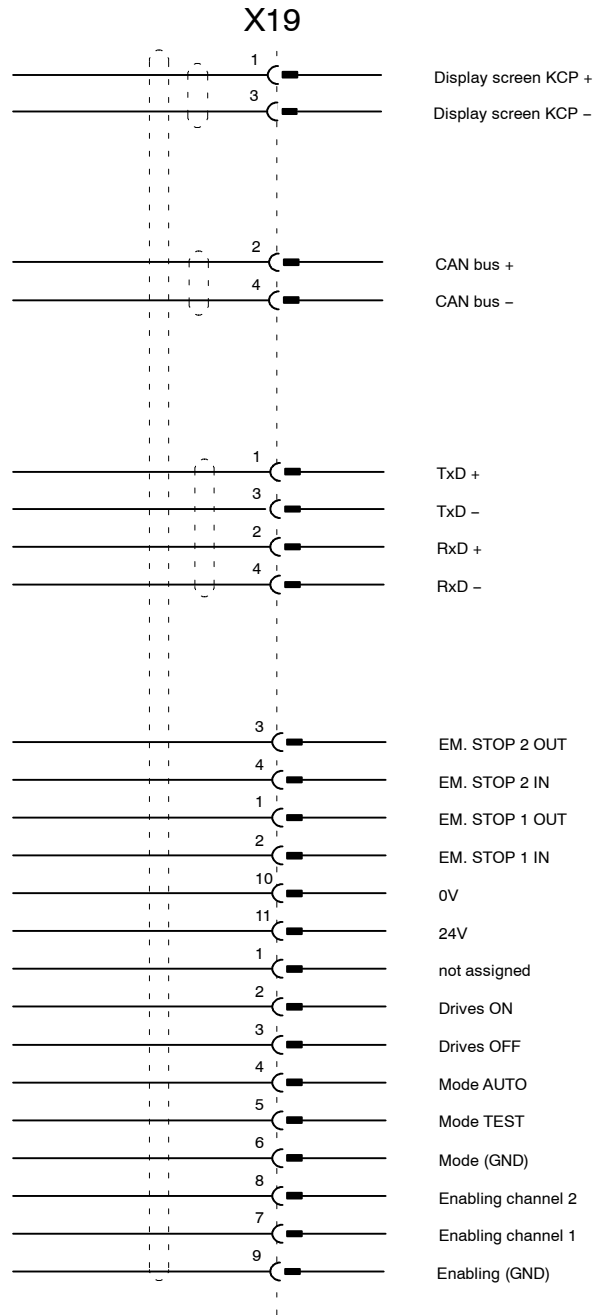 X19
1 Display screen KCP +
3 Display screen KCP −
2 CAN bus +
4 CAN bus −
1 TxD +
3 TxD −
2 RxD +
4 RxD −
3 EM. STOP 2 OUT
4 EM. STOP 2 IN
1 EM. STOP 1 OUT
2 EM. STOP 1 IN
10 0V
11 24V
1 not assigned
2 Drives ON
3 Drives OFF
4 Mode AUTO
5 Mode TEST
6 Mode (GND)
8 Enabling channel 2
7 Enabling channel 1
9 Enabling (GND)